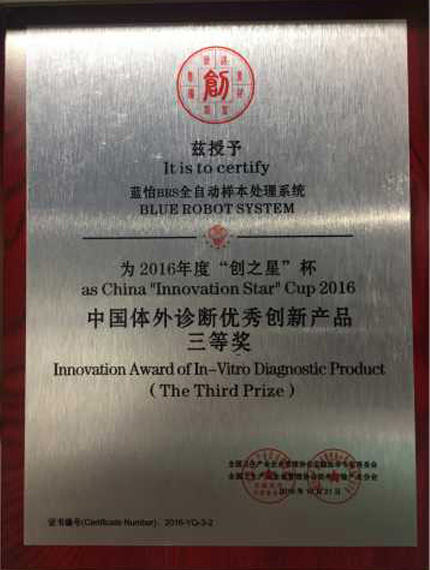 創
兹授予
It is to certify
蓝怡BRS全自动样本处理系统
BLUE ROBOT SYSTEM
为2016年度“创之星”杯
as China "Innovation Star" Cup 2016
中国体外诊断优秀创新产品
三等奖
Innovation Award of In-Vitro Diagnostic Product
( The Third Prize )
证书编号(Certificate Number)：2016-YQ-3-2